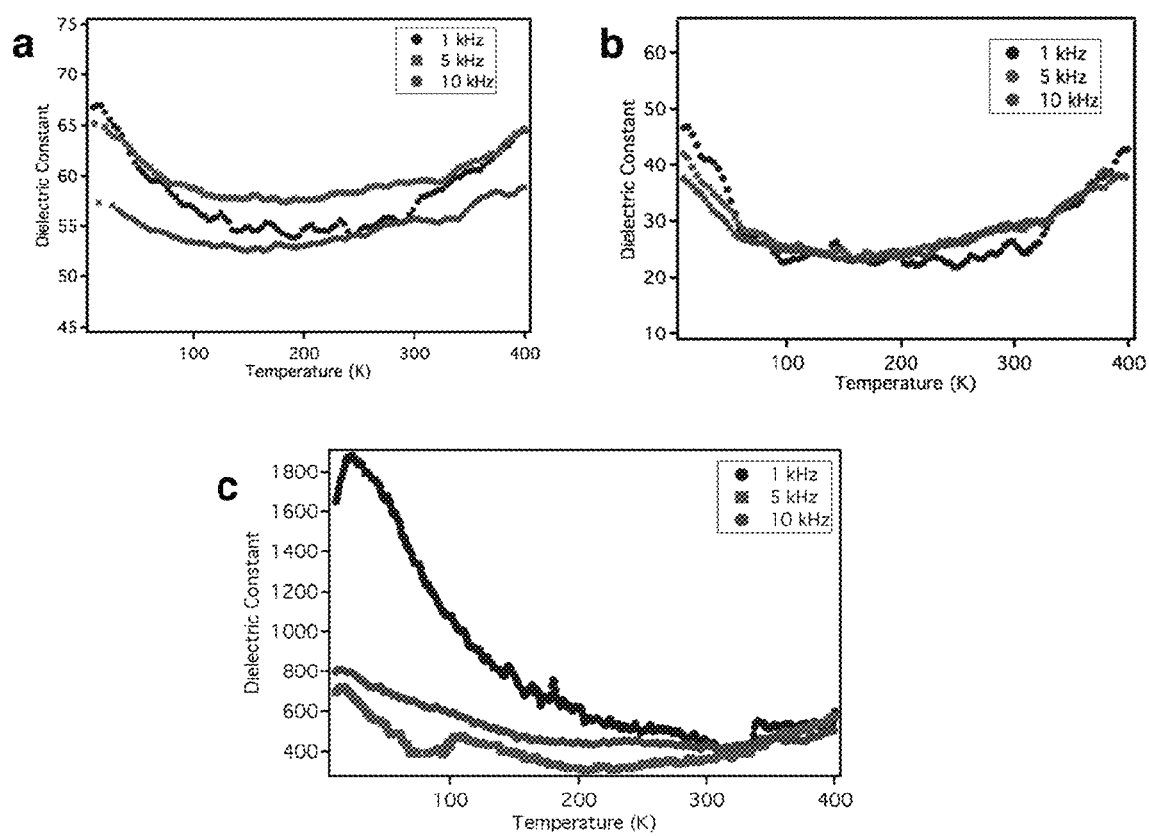 a
75
70
65
60
55
50
45
Dielectric Constant
1 kHz
5 kHz
10 kHz
100
200
300
400
Temperature (K)
b
60
50
40
30
20
10
Dielectric Constant
1 kHz
5 kHz
10 kHz
100
200
300
400
Temperature (K)
c
1800
1600
1400
1200
1000
800
600
400
Dielectric Constant
1 kHz
5 kHz
10 kHz
100
200
300
400
Temperature (K)